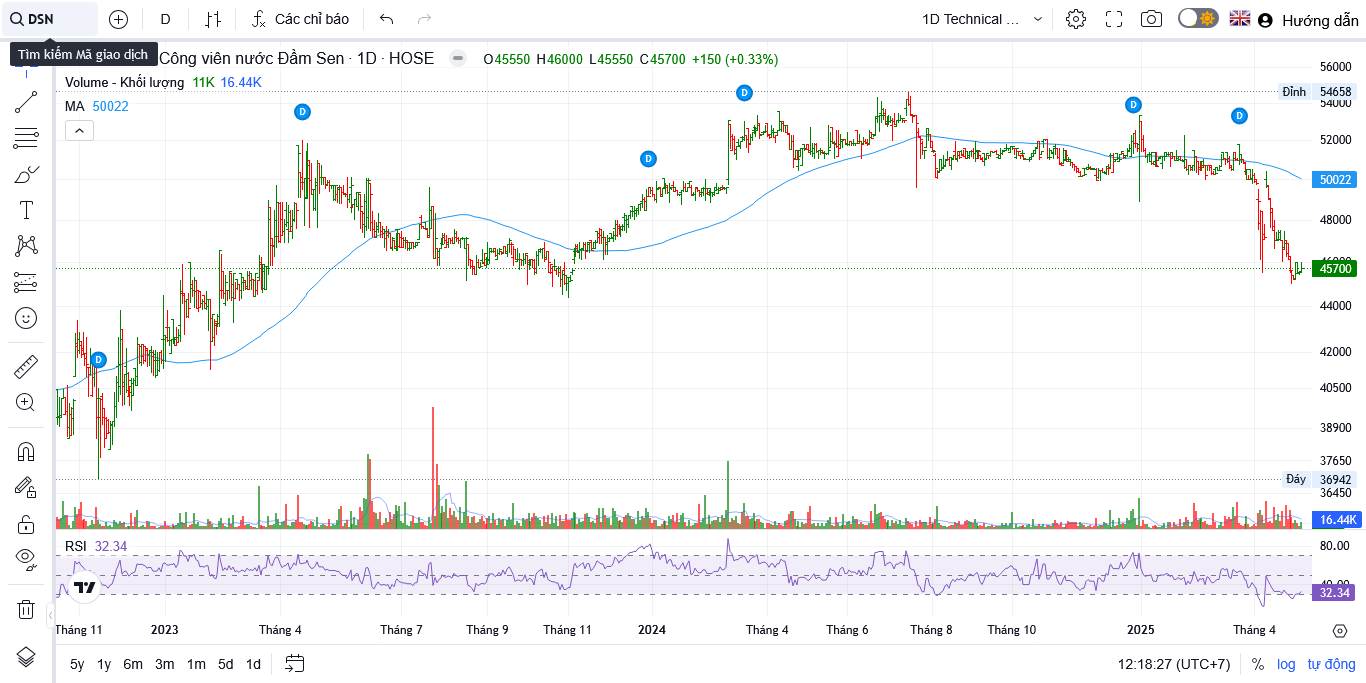 DSN
D
Các chỉ báo
1D Technical ...
Hướng dẫn
Tìm kiếm Mã giao dịch
Công viên nước Đầm Sen · 1D · HOSE
O45550 H46000 L45550 C45700 +150 (+0.33%)
Volume - Khối lượng 11K 16.44K
MA 50022
D
D
D
D
D
D
56000
Đỉnh 54658
54000
52000
50022
48000
46000
45700
44000
42000
40500
38900
37650
Đáy 36942
36450
16.44K
RSI 32.34
80.00
40.00
32.34
Tháng 11 2023 Tháng 4 Tháng 7 Tháng 9 Tháng 11 2024 Tháng 4 Tháng 6 Tháng 8 Tháng 10 2025 Tháng 4
5y 1y 6m 3m 1m 5d 1d
12:18:27 (UTC+7) % log tự động